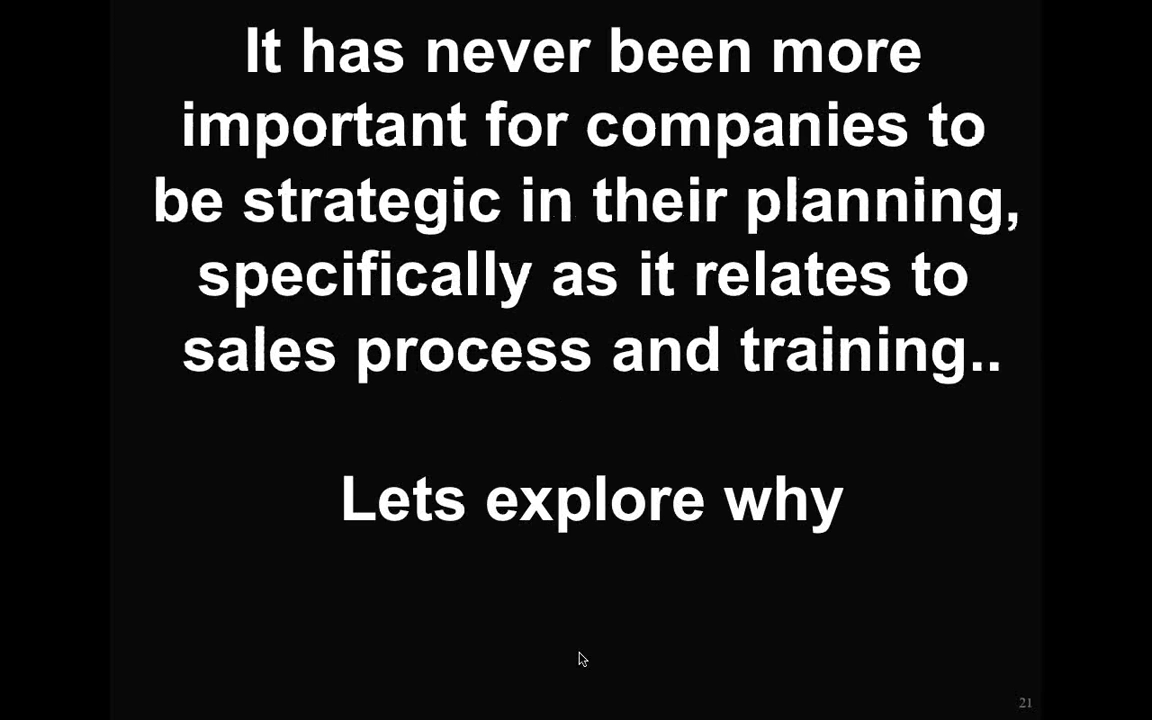 It has never been more
important for companies to
be strategic in their planning,
specifically as it relates to
sales process and training..
Lets explore why
21